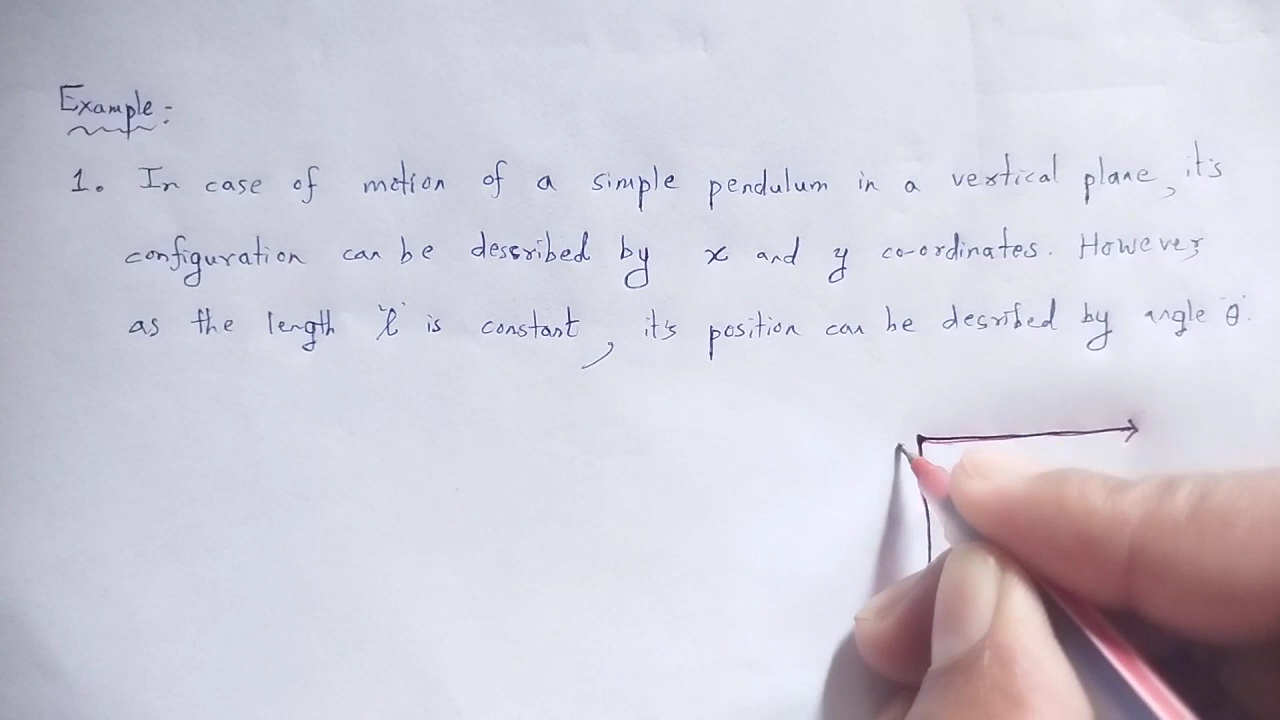 Example:
1. In case of motion of a simple pendulum in a vertical plane, it's
configuration can be described by x and y co-ordinates. However
as the length 'l' is constant, it's position can be desribed by angle 'θ'.